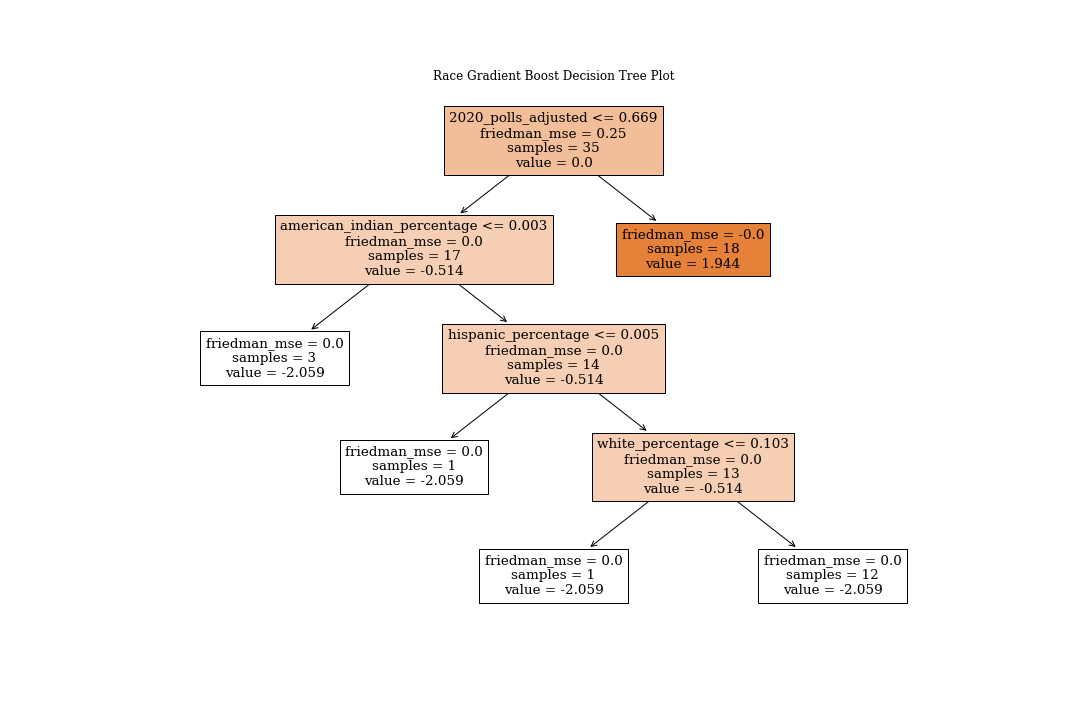 Race Gradient Boost Decision Tree Plot
2020_polls_adjusted <= 0.669
friedman_mse = 0.25
samples = 35
value = 0.0
american_indian_percentage <= 0.003
friedman_mse = 0.0
samples = 17
value = -0.514
friedman_mse = -0.0
samples = 18
value = 1.944
friedman_mse = 0.0
samples = 3
value = -2.059
hispanic_percentage <= 0.005
friedman_mse = 0.0
samples = 14
value = -0.514
friedman_mse = 0.0
samples = 1
value = -2.059
white_percentage <= 0.103
friedman_mse = 0.0
samples = 13
value = -0.514
friedman_mse = 0.0
samples = 1
value = -2.059
friedman_mse = 0.0
samples = 12
value = -2.059